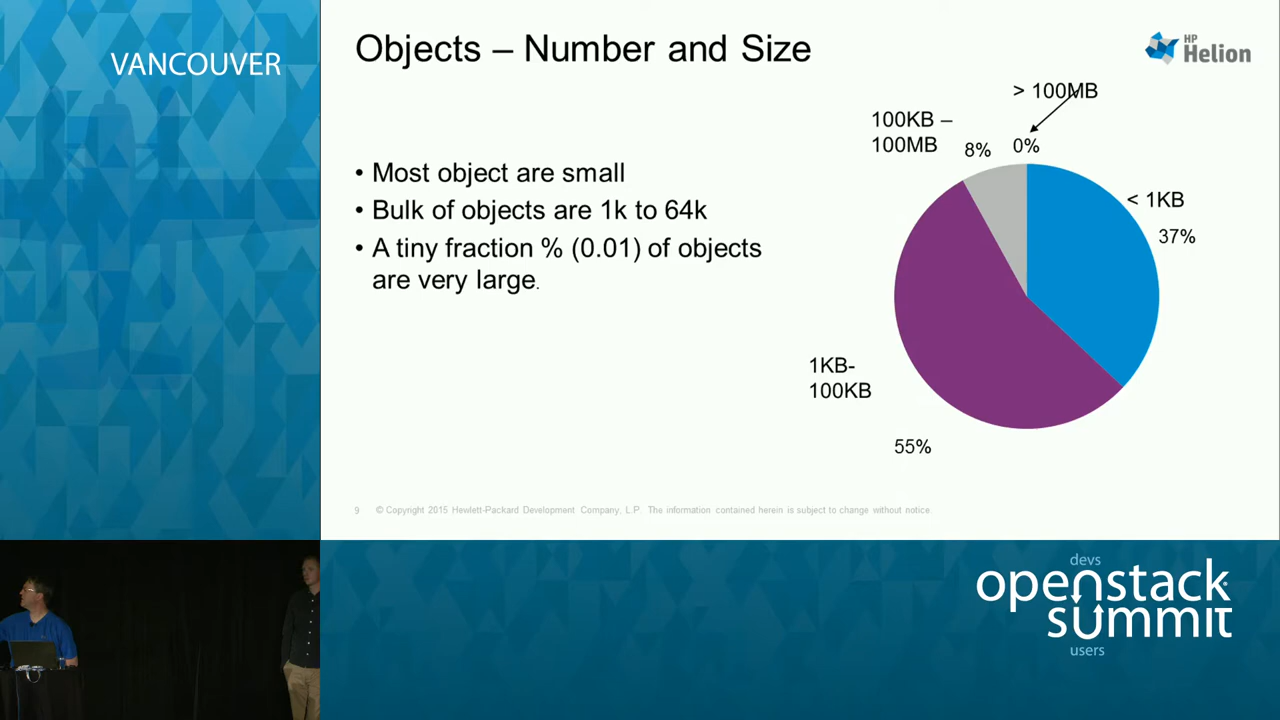 VANCOUVER
Objects – Number and Size
HP
Helion
• Most object are small
• Bulk of objects are 1k to 64k
• A tiny fraction % (0.01) of objects
are very large.
> 100MB
0%
100KB –
100MB
8%
< 1KB
37%
1KB-
100KB
55%
9 © Copyright 2015 Hewlett-Packard Development Company, L.P. The information contained herein is subject to change without notice.
devs
openstack
summit
users